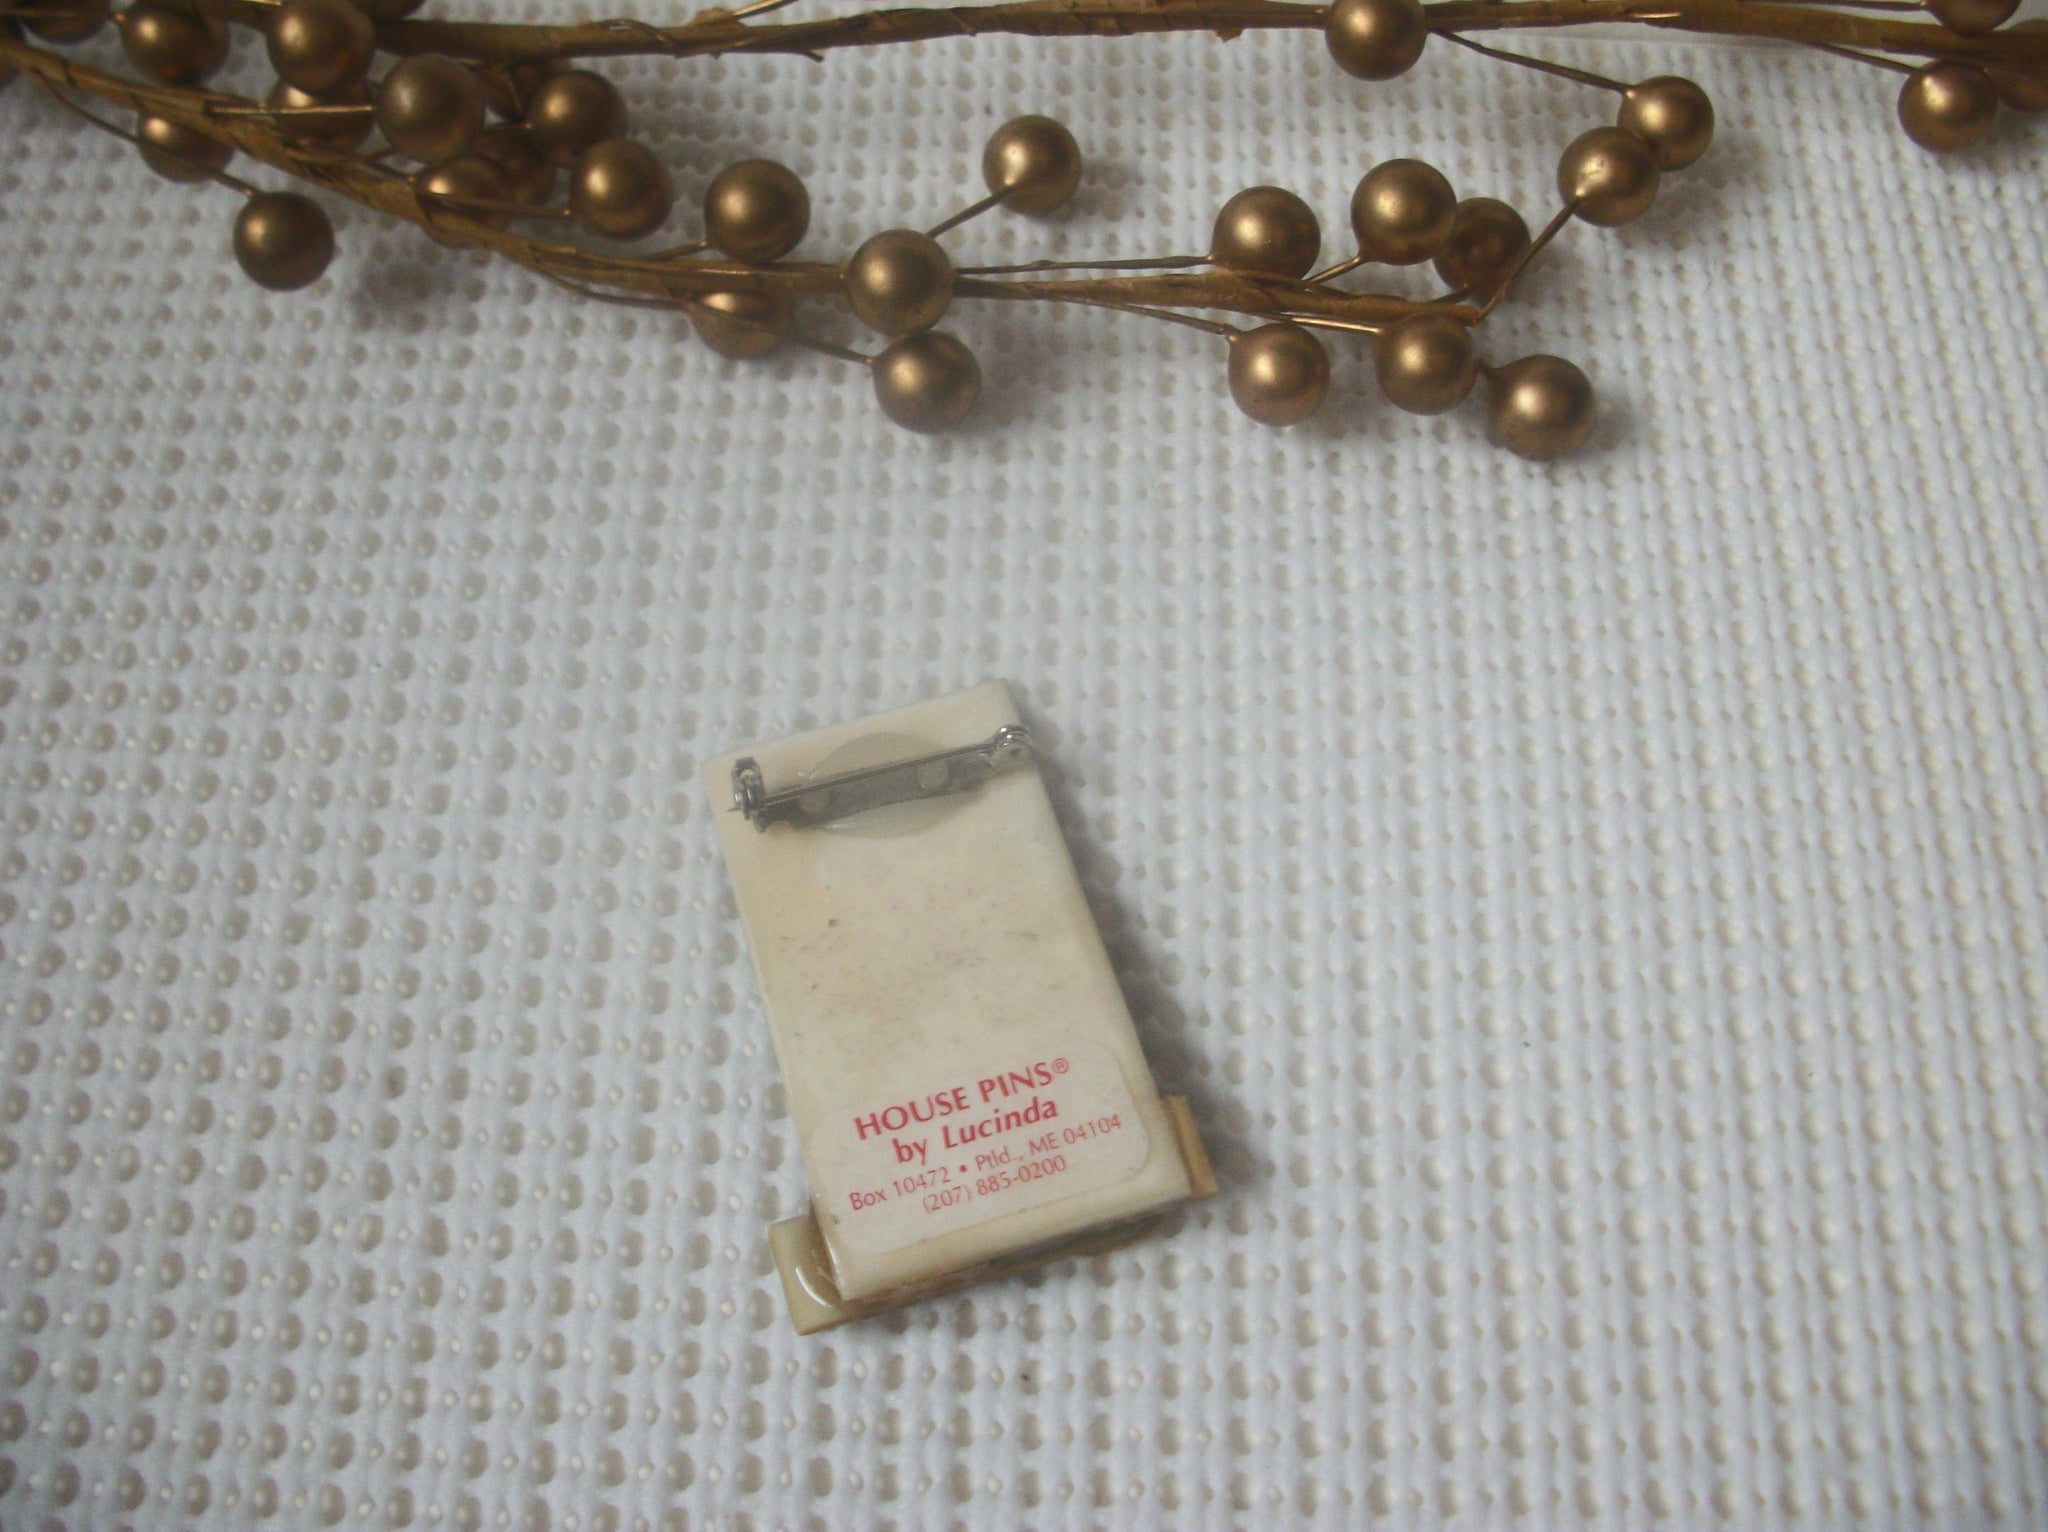 HOUSE PINS®
by Lucinda
Box 10472 • Ptld., ME 04104
(207) 885-0200